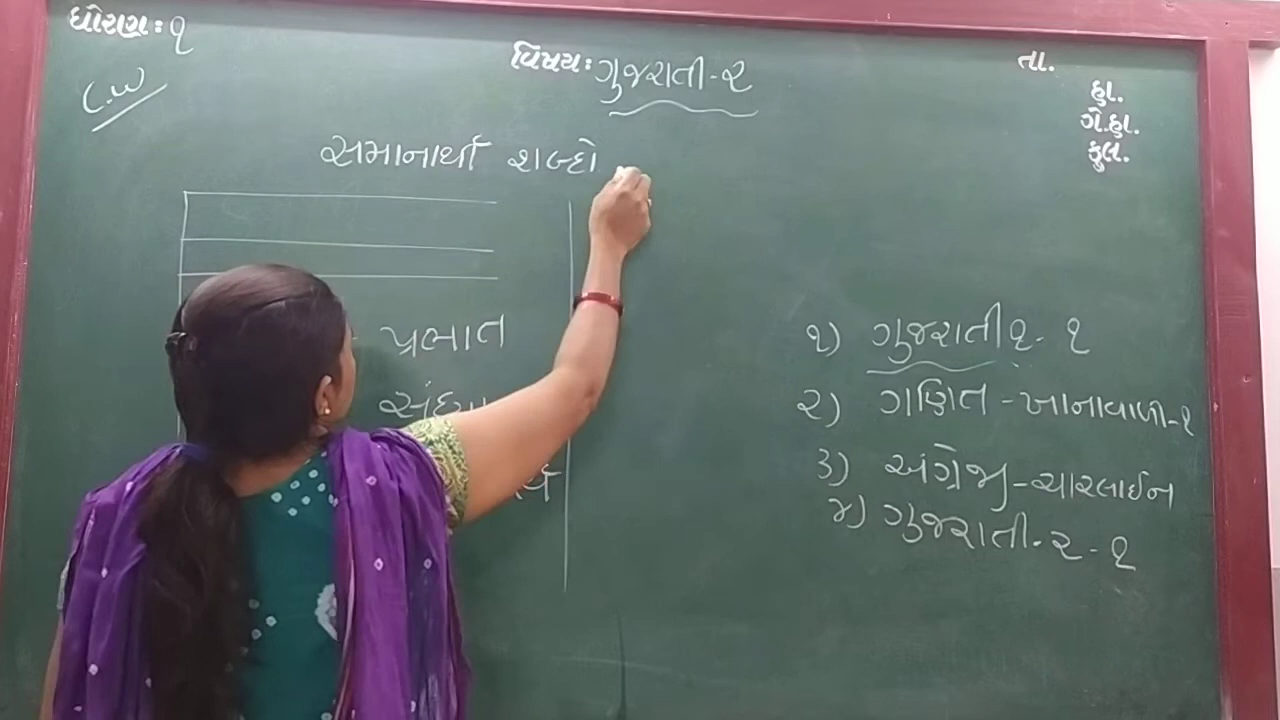 ધોરણ: ૧
વિષય: ગુજરાતી-૨
તા.
C.W
હા.
ગે.હા.
કુલ.
સમાનાર્થી શબ્દો
પ્રભાત
૧) ગુજરાતી ૧- ૧
૨) ગણિત - ખાનાવાળી-૧
૩) અંગ્રેજી-ચારલાઈન
૪) ગુજરાતી-૨-૧